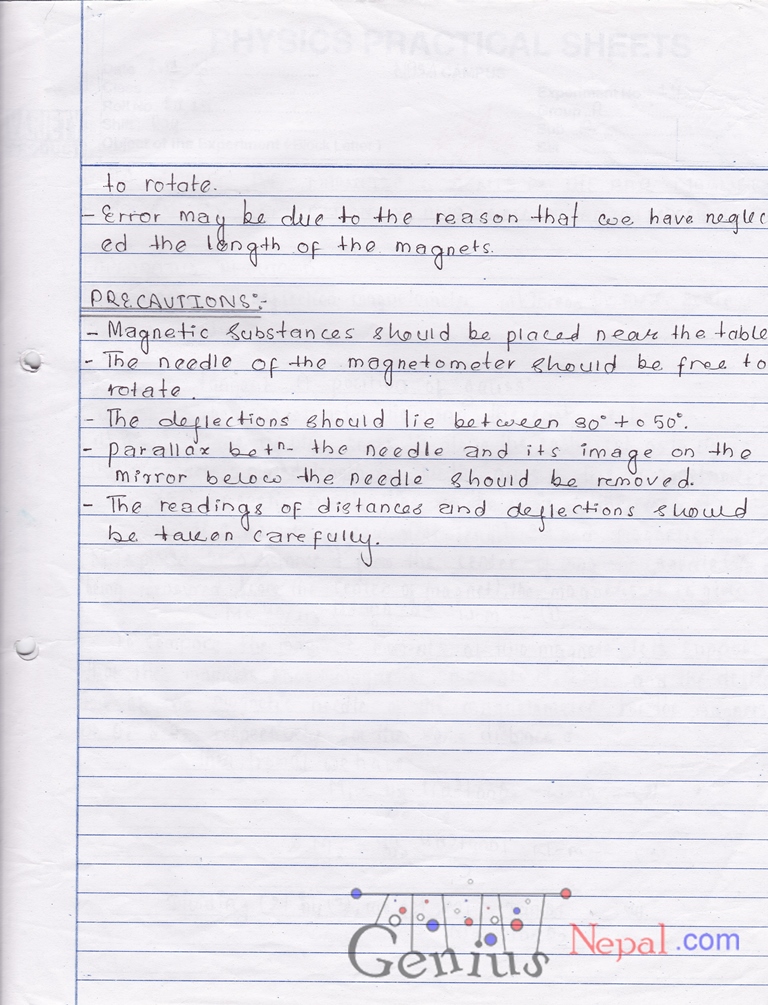 PHYSICS PRACTICAL SHEETS
to rotate.
- Error may be due to the reason that we have neglec
ed the length of the magnets.
PRECAUTIONS:-
- Magnetic substances should be placed near the table
- The needle of the magnetometer should be free to
rotate.
- The deflections should lie between 30° to 50°.
- parallax betn- the needle and its image on the
mirror below the needle should be removed.
- The readings of distances and deflections should
be taken carefully.
Genius Nepal.com